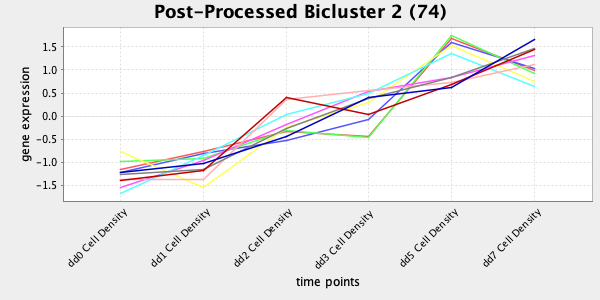 Post-Processed Bicluster 2 (74)
gene expression
1.5
1.0
0.5
0.0
-0.5
-1.0
-1.5
dd0 Cell Density
dd1 Cell Density
dd2 Cell Density
dd3 Cell Density
dd5 Cell Density
dd7 Cell Density
time points